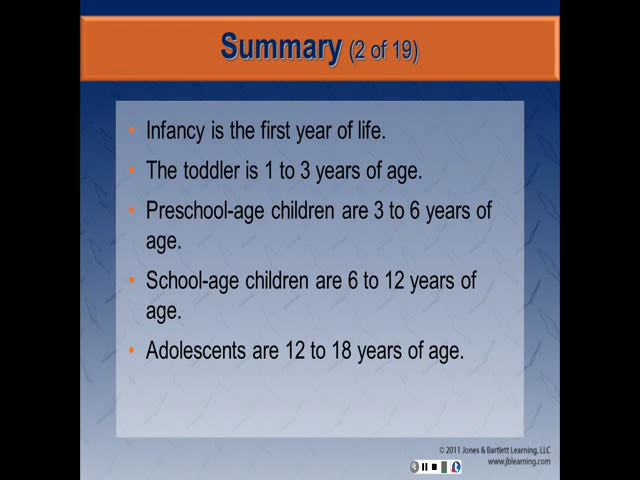 Summary (2 of 19)
• Infancy is the first year of life.
• The toddler is 1 to 3 years of age.
• Preschool-age children are 3 to 6 years of
age.
• School-age children are 6 to 12 years of
age.
• Adolescents are 12 to 18 years of age.
© 2011 Jones & Bartlett Learning, LLC
www.jblearning.com